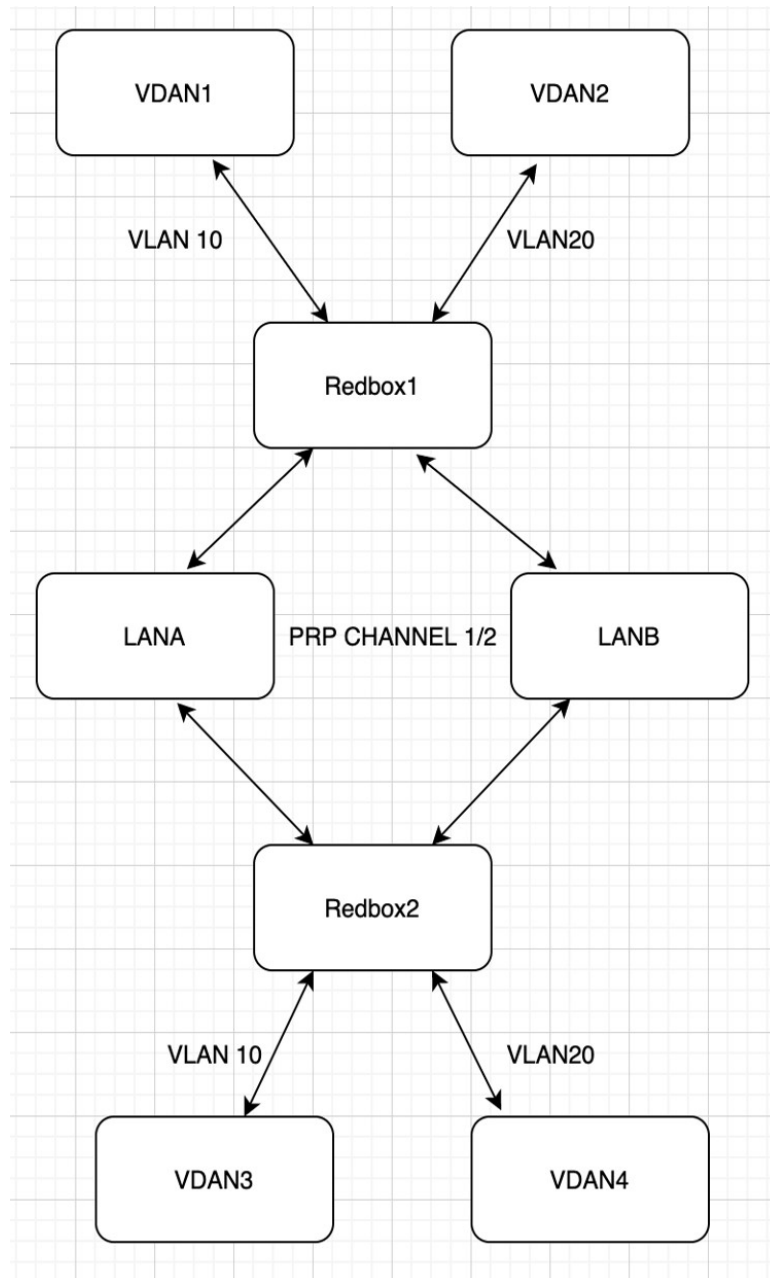 VDAN1
VDAN2
VLAN 10
VLAN20
Redbox1
LANA
PRP CHANNEL 1/2
LANB
Redbox2
VLAN 10
VLAN20
VDAN3
VDAN4